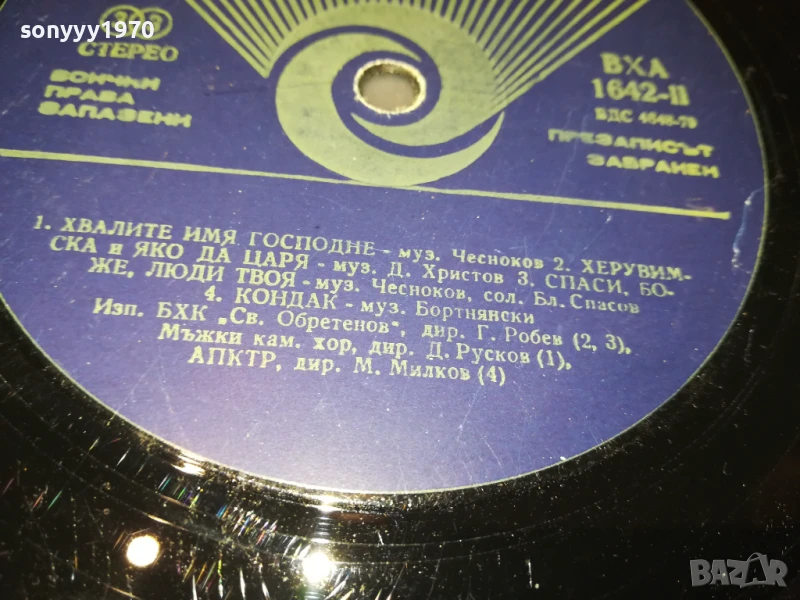 sonyyy1970
33
СТЕРЕО
ВСИЧКИ
ПРАВА
ЗАПАЗЕНИ
ВХА
1642-II
БДС 4648-79
ПРЕЗАПИСЪТ
ЗАБРАНЕН
1. ХВАЛИТЕ ИМЯ ГОСПОДНЕ - муз. Чесноков 2. ХЕРУВИМ-
СКА и ЯКО ДА ЦАРЯ - муз. Д. Христов 3. СПАСИ, БО-
ЖЕ, ЛЮДИ ТВОЯ - муз. Чесноков, сол. Бл. Спасов
4. КОНДАК - муз. Бортнянски
Изп. БХК „Св. Обретенов", дир. Г. Робев (2, 3),
Мъжки кам. хор, дир. Д. Русков (1),
АПКТР, дир. М. Милков (4)
BAZAR